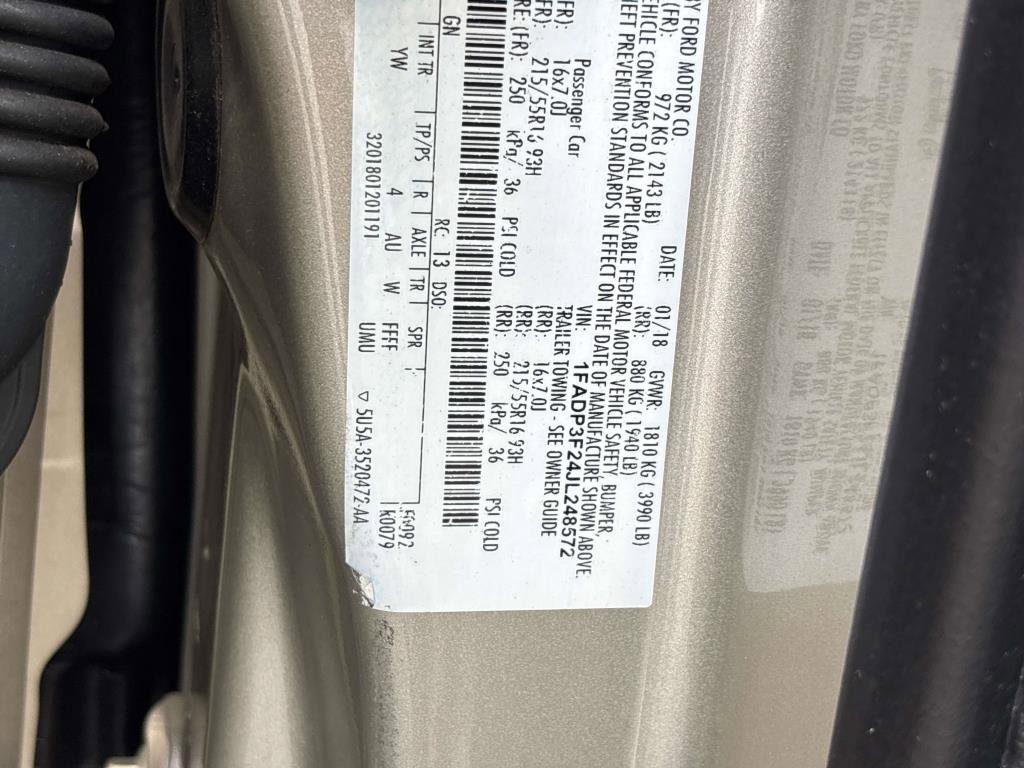 BY FORD MOTOR CO.
DATE: 01/18 GVWR: 1810 KG ( 3990 LB)
(FR): 972 KG ( 2143 LB) (RR): 880 KG ( 1940 LB)
VEHICLE CONFORMS TO ALL APPLICABLE FEDERAL MOTOR VEHICLE SAFETY, BUMPER,
THEFT PREVENTION STANDARDS IN EFFECT ON THE DATE OF MANUFACTURE SHOWN ABOVE.
VIN: 1FADP3F24JL248572
Passenger Car TRAILER TOWING - SEE OWNER GUIDE
(FR): 16x7.0J (RR): 16x7.0J
(FR): 215/55R16 93H (RR): 215/55R16 93H
(FR): 250 kPa/ 36 PSI COLD (RR): 250 kPa/ 36 PSI COLD
GN RC: 13 DSO:
INT TR TP/PS R AXLE TR SPR
YW 4 AU W FFFF K0079
3201801201191 UMU ▽ 5U5A-3520472-AA